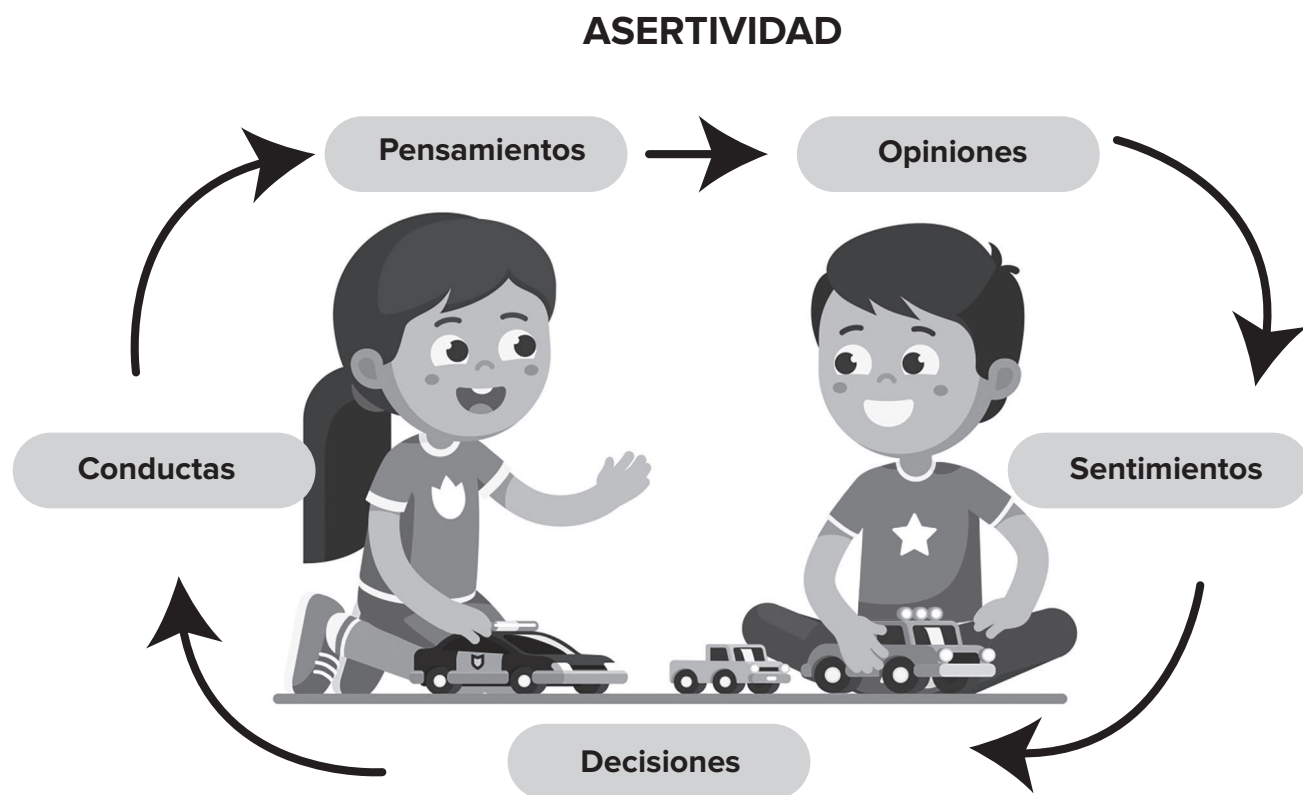 ASERTIVIDAD
Pensamientos
Opiniones
Conductas
Sentimientos
Decisiones